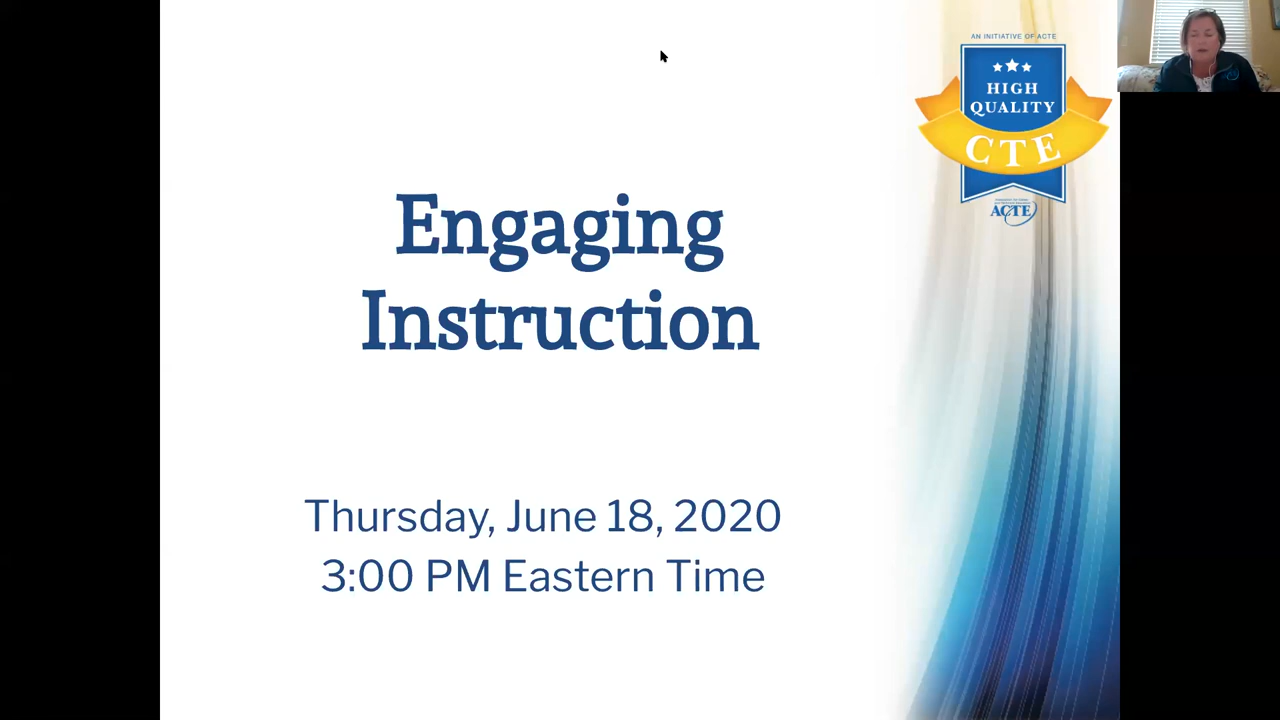 AN INITIATIVE OF ACTE
HIGH
QUALITY
CTE
ACTE
Engaging
Instruction
Thursday, June 18, 2020
3:00 PM Eastern Time